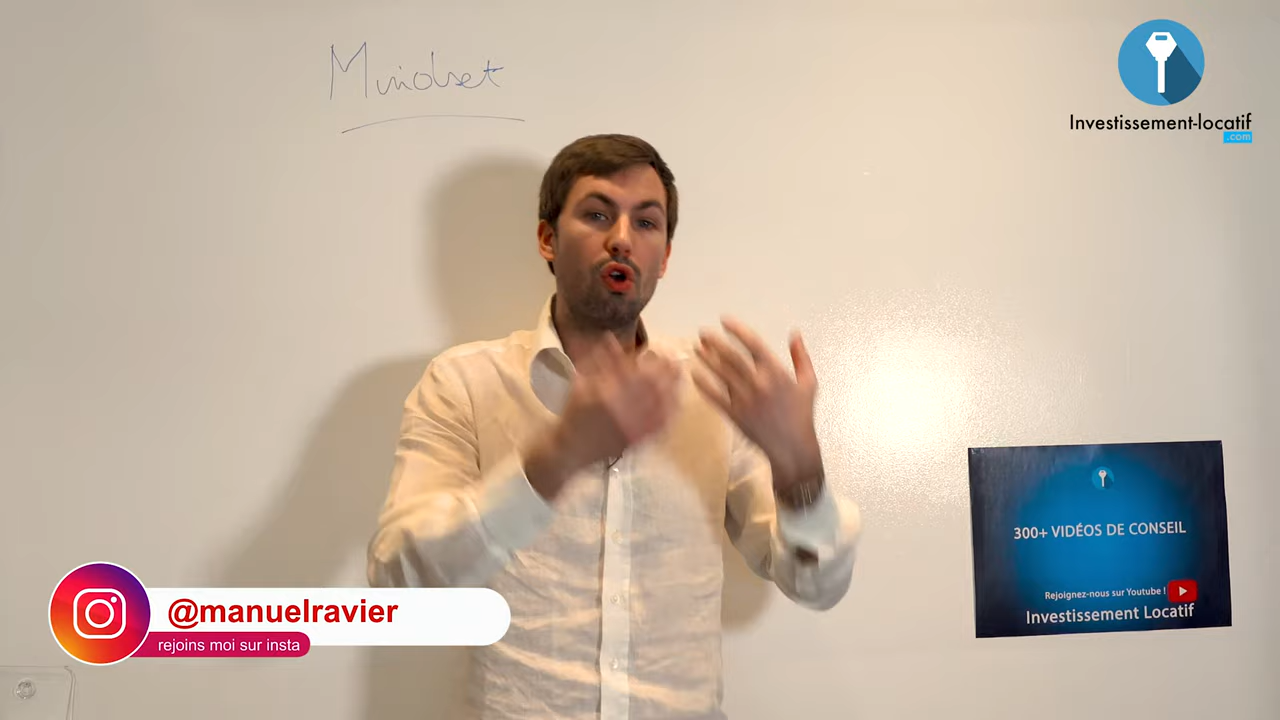 Mindset
Investissement-locatif
.com
300+ VIDÉOS DE CONSEIL
Rejoignez-nous sur Youtube !
Investissement Locatif
@manuelravier
rejoins moi sur insta